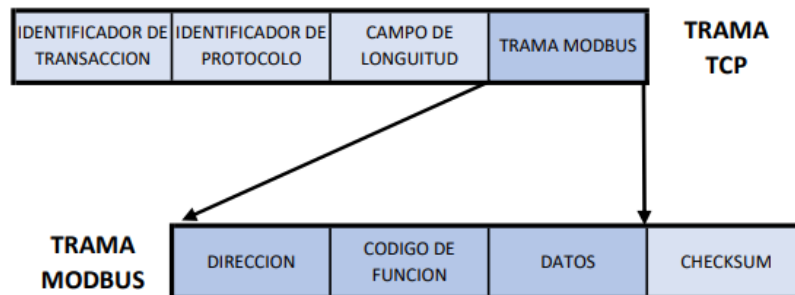 IDENTIFICADOR DE
TRANSACCION
IDENTIFICADOR DE
PROTOCOLO
CAMPO DE
LONGUITUD
TRAMA MODBUS
TRAMA
TCP
TRAMA
MODBUS
DIRECCION
CODIGO DE
FUNCION
DATOS
CHECKSUM